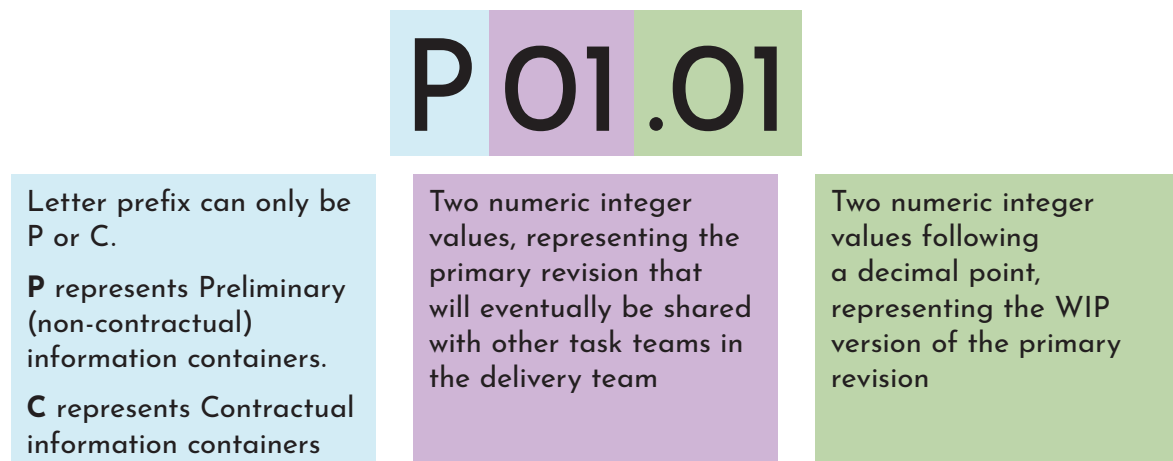 P 01 .01
Letter prefix can only be
P or C.
P represents Preliminary
(non-contractual)
information containers.
C represents Contractual
information containers
Two numeric integer
values, representing the
primary revision that
will eventually be shared
with other task teams in
the delivery team
Two numeric integer
values following
a decimal point,
representing the WIP
version of the primary
revision